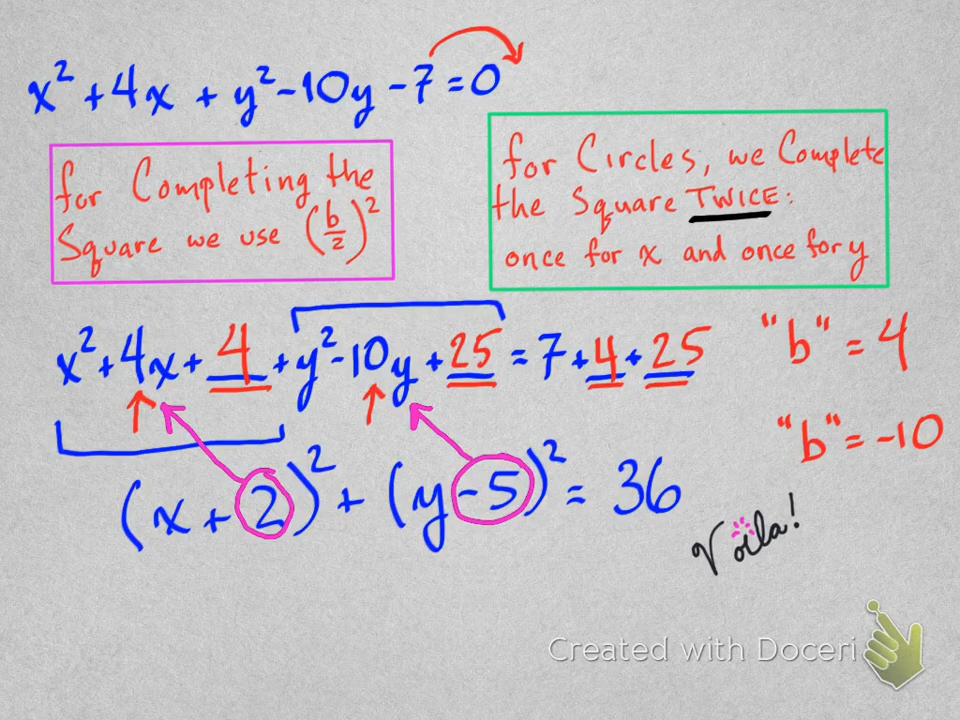 x² + 4x + y² - 10y - 7 = 0
for Completing the
Square we use (b/2)²
for Circles, we Complete
the Square TWICE:
once for x and once for y
x² + 4x + 4 + y² - 10y + 25 = 7 + 4 + 25
"b" = 4
"b" = -10
(x + 2)² + (y - 5)² = 36
Voila!
Created with Doceri